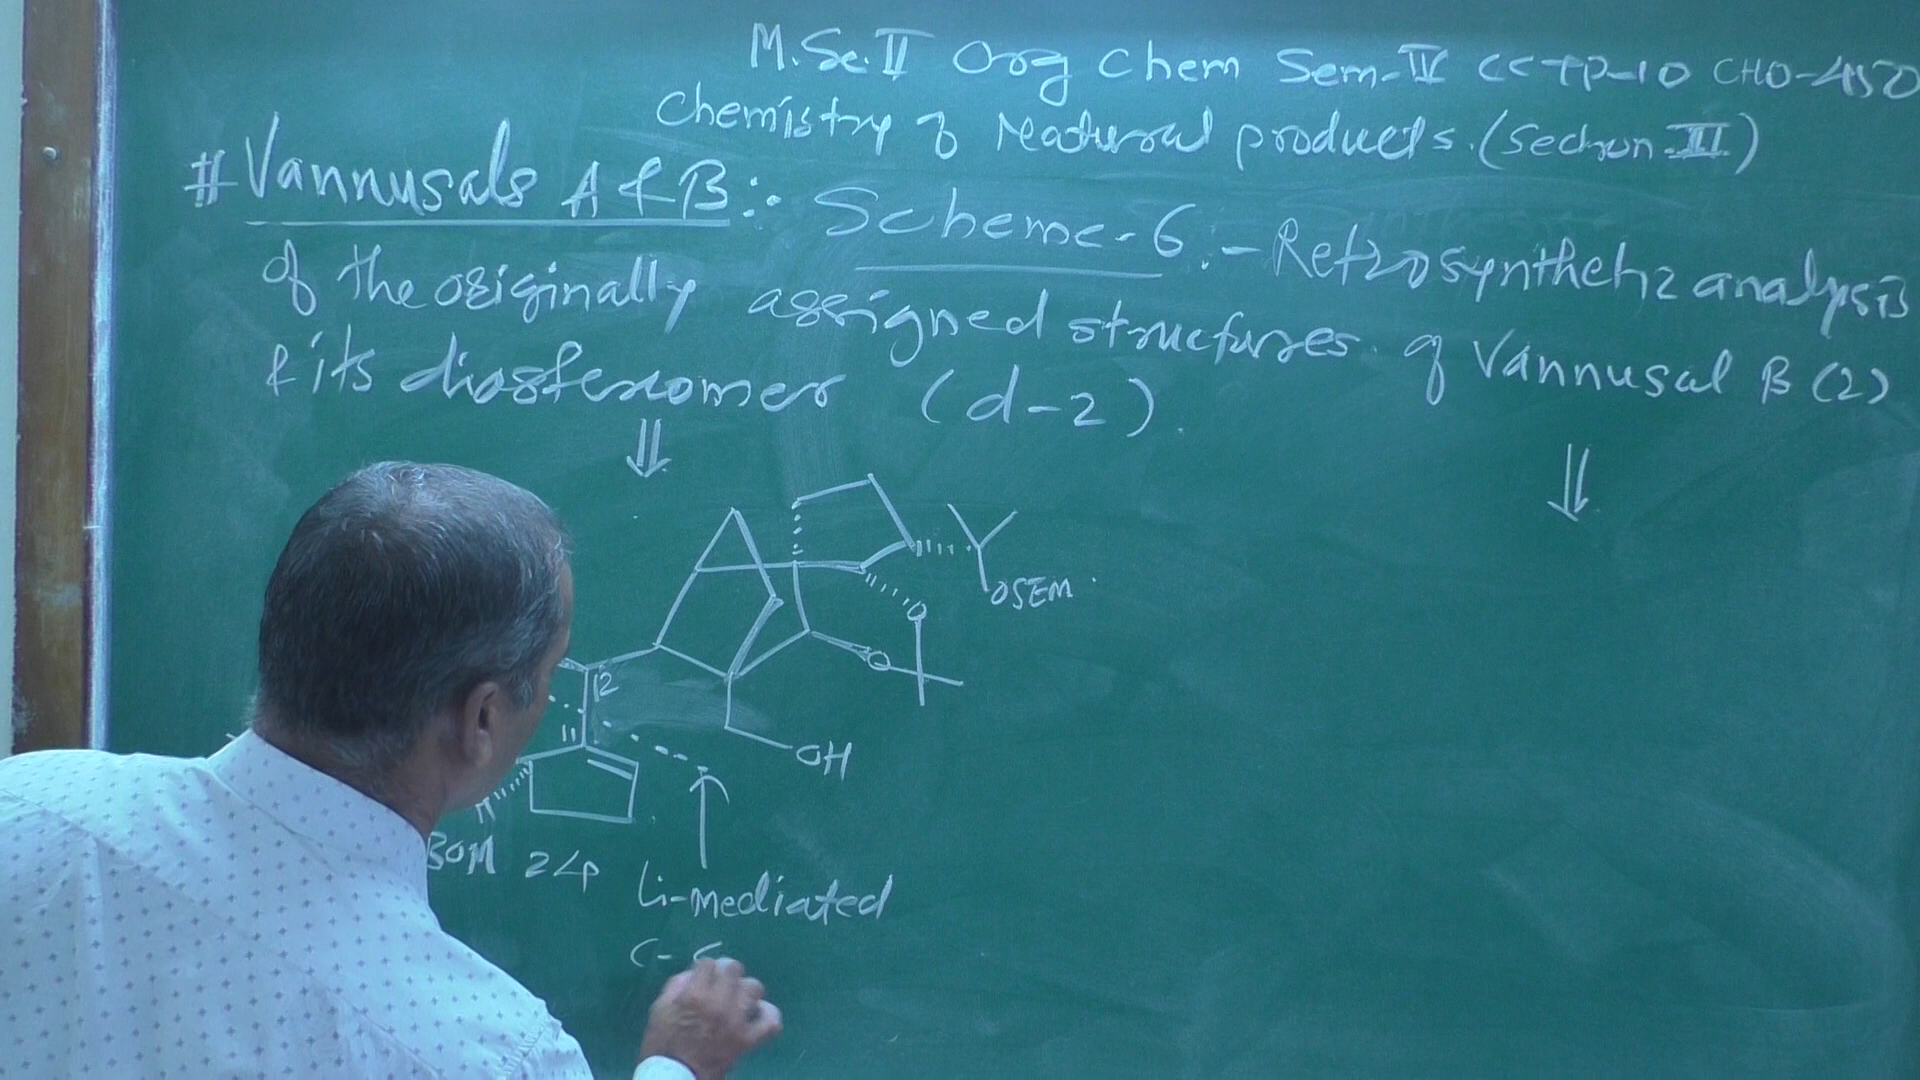 M.Sc.II Org Chem Sem-IV CCTP-10 CHO-450
Chemistry of Natural products. (Section-III)
# Vannusals A & B :- Scheme-6 :- Retrosynthetic analysis
of the originally assigned structures of Vannusal B (2)
& its diastereomer (d-2).
OSEM
O
O
12
11
OH
H
BOM
Li-mediated
C-C